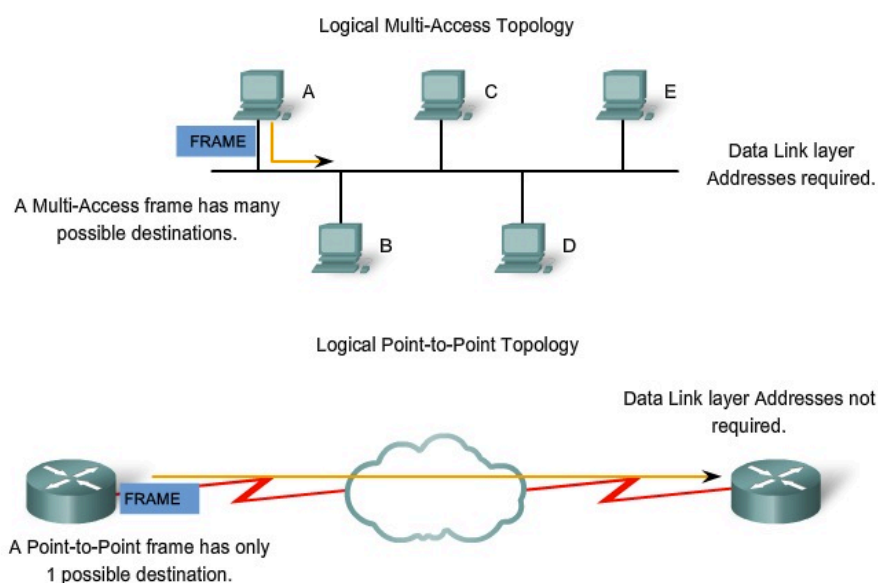 Logical Multi-Access Topology
A
C
E
FRAME
Data Link layer
Addresses required.
A Multi-Access frame has many
possible destinations.
B
D
Logical Point-to-Point Topology
Data Link layer Addresses not
required.
FRAME
A Point-to-Point frame has only
1 possible destination.